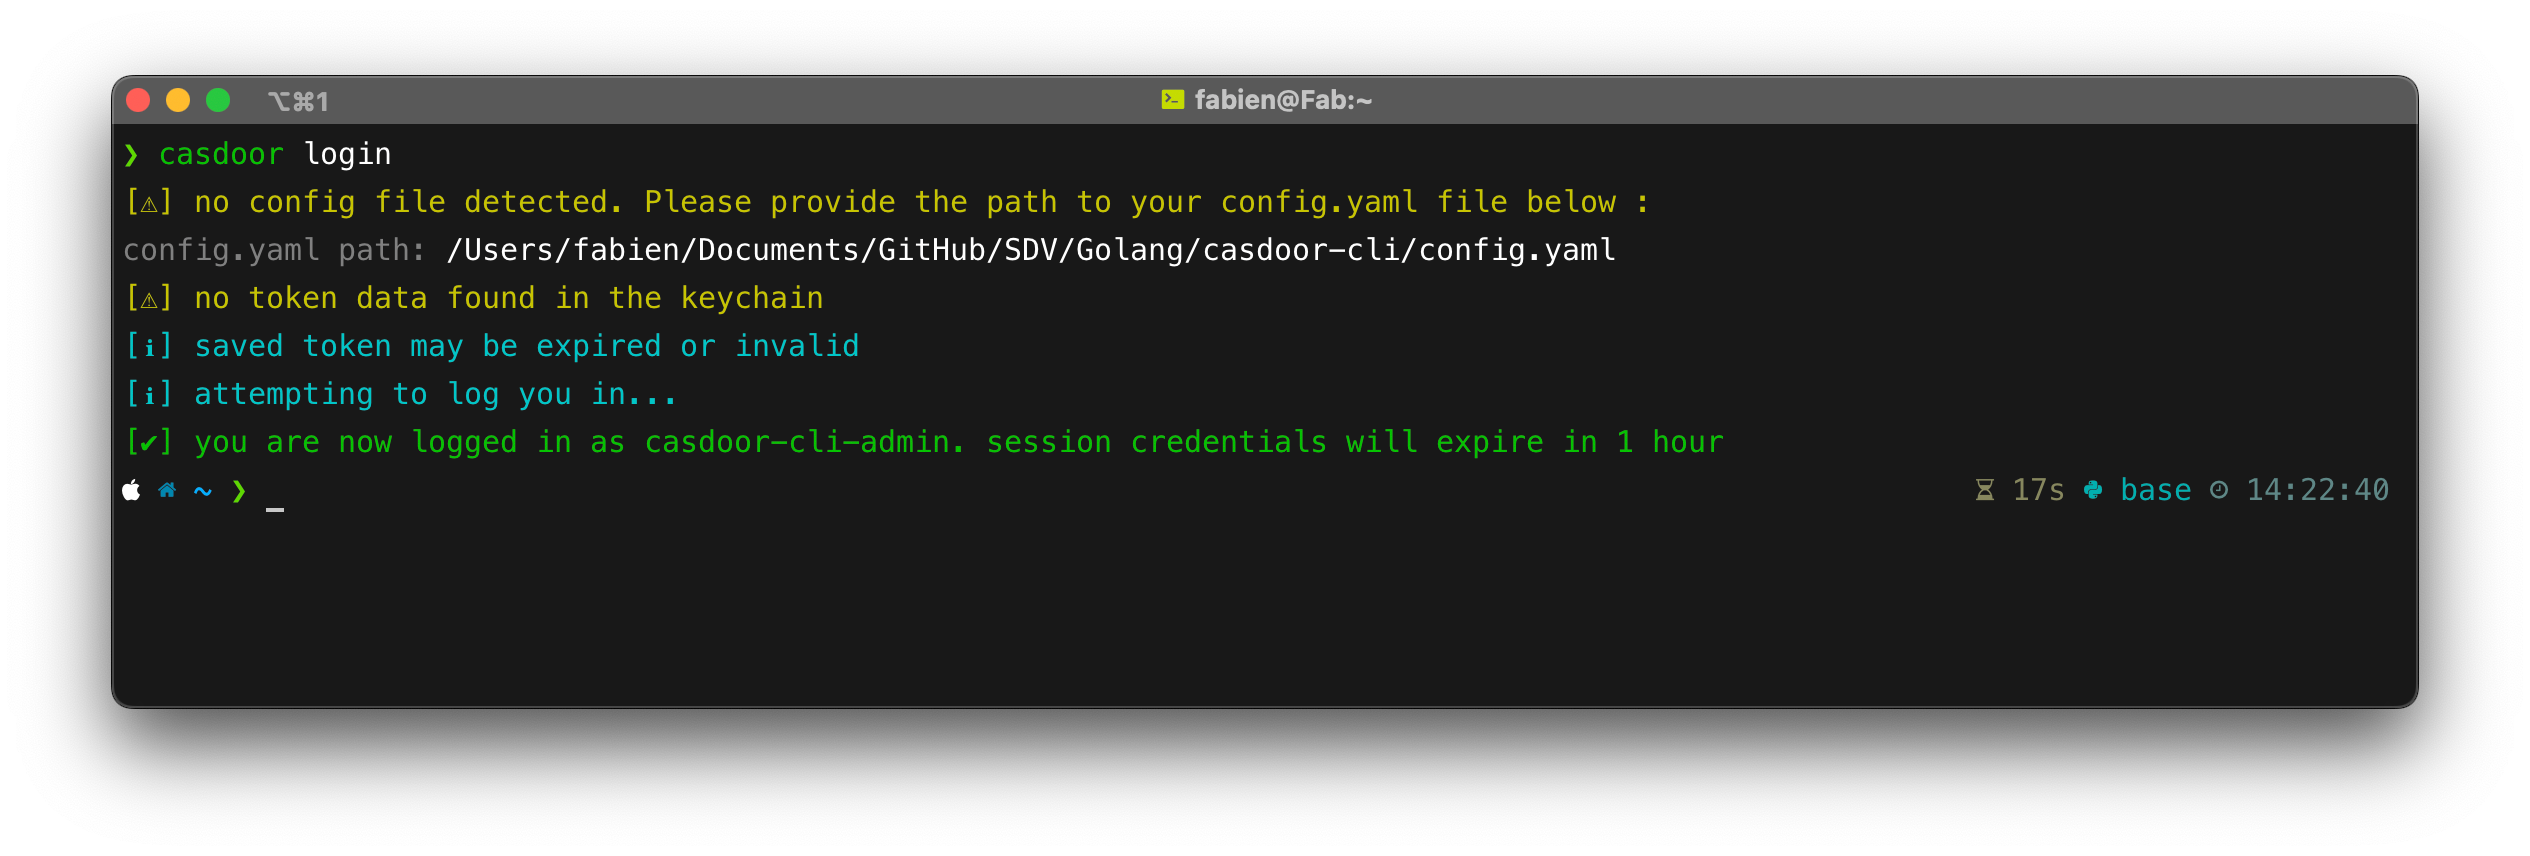 ⌥⌘1
fabien@Fab:~
❯ casdoor login
[⚠] no config file detected. Please provide the path to your config.yaml file below :
config.yaml path: /Users/fabien/Documents/GitHub/SDV/Golang/casdoor-cli/config.yaml
[⚠] no token data found in the keychain
[ℹ] saved token may be expired or invalid
[ℹ] attempting to log you in...
[✔] you are now logged in as casdoor-cli-admin. session credentials will expire in 1 hour
~ ❯ _ 17s base 14:22:40